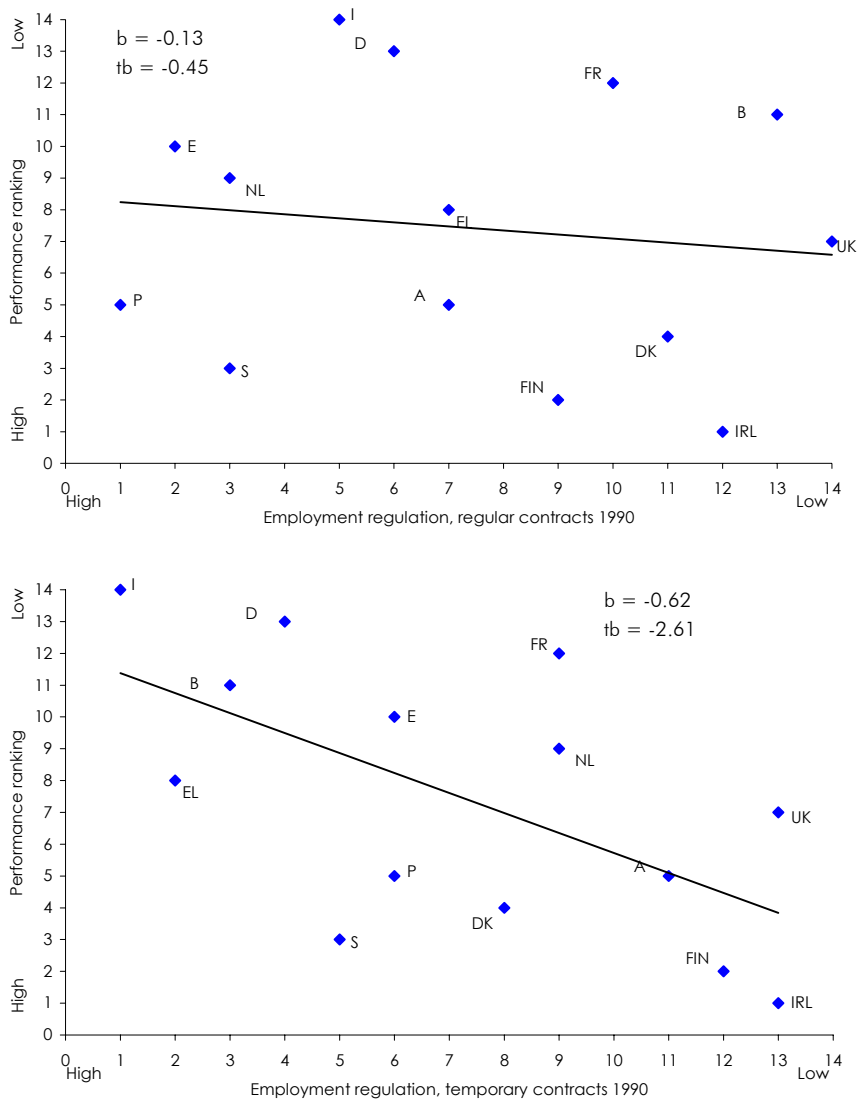 Low
Performance ranking
High
14
13
12
11
10
9
8
7
6
5
4
3
2
1
0
b = -0.13
tb = -0.45
I
D
FR
B
E
NL
EL
UK
P
A
S
DK
FIN
IRL
0 1 2 3 4 5 6 7 8 9 10 11 12 13 14
High Low
Employment regulation, regular contracts 1990
Low
Performance ranking
High
14
13
12
11
10
9
8
7
6
5
4
3
2
1
0
b = -0.62
tb = -2.61
I
D
FR
B
E
NL
EL
UK
P
A
DK
S
FIN
IRL
0 1 2 3 4 5 6 7 8 9 10 11 12 13 14
High Low
Employment regulation, temporary contracts 1990